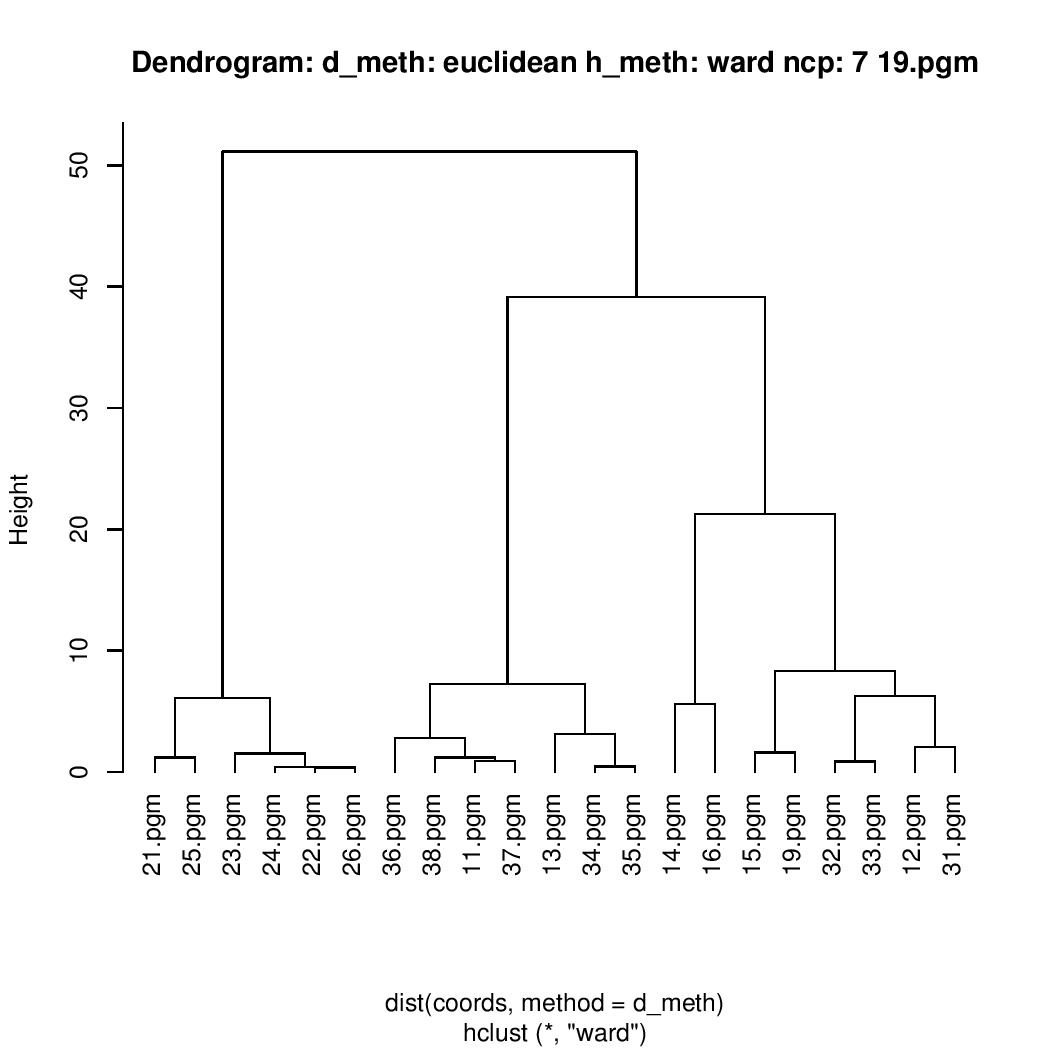 Dendrogram: d_meth: euclidean h_meth: ward ncp: 7 19.pgm
50
40
30
20
10
0
Height
21.pgm
25.pgm
23.pgm
24.pgm
22.pgm
26.pgm
36.pgm
38.pgm
11.pgm
37.pgm
13.pgm
34.pgm
35.pgm
14.pgm
16.pgm
15.pgm
19.pgm
32.pgm
33.pgm
12.pgm
31.pgm
dist(coords, method = d_meth)
hclust (*, "ward")